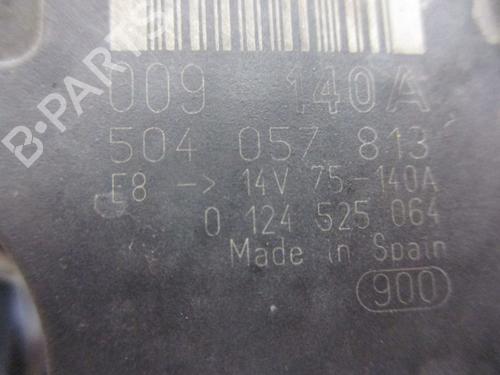 009 140A
504 057 813
E8 -> 14V 75-140A
0 124 525 064
Made in Spain
900
B-PARTS